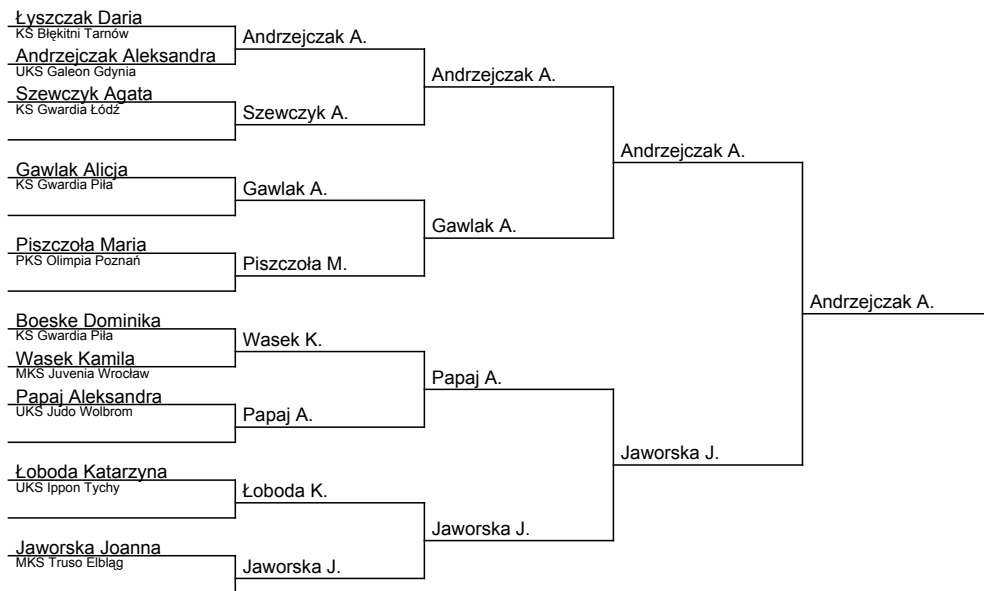 Łyszczak Daria
KS Błękitni Tarnów
Andrzejczak Aleksandra
UKS Galeon Gdynia
Szewczyk Agata
KS Gwardia Łódź
Gawlak Alicja
KS Gwardia Piła
Piszczoła Maria
PKS Olimpia Poznań
Boeske Dominika
KS Gwardia Piła
Wasek Kamila
MKS Juvenia Wrocław
Papaj Aleksandra
UKS Judo Wolbrom
Łoboda Katarzyna
UKS Ippon Tychy
Jaworska Joanna
MKS Truso Elbląg
Andrzejczak A.
Szewczyk A.
Gawlak A.
Piszczoła M.
Wasek K.
Papaj A.
Łoboda K.
Jaworska J.
Andrzejczak A.
Gawlak A.
Papaj A.
Jaworska J.
Andrzejczak A.
Jaworska J.
Andrzejczak A.